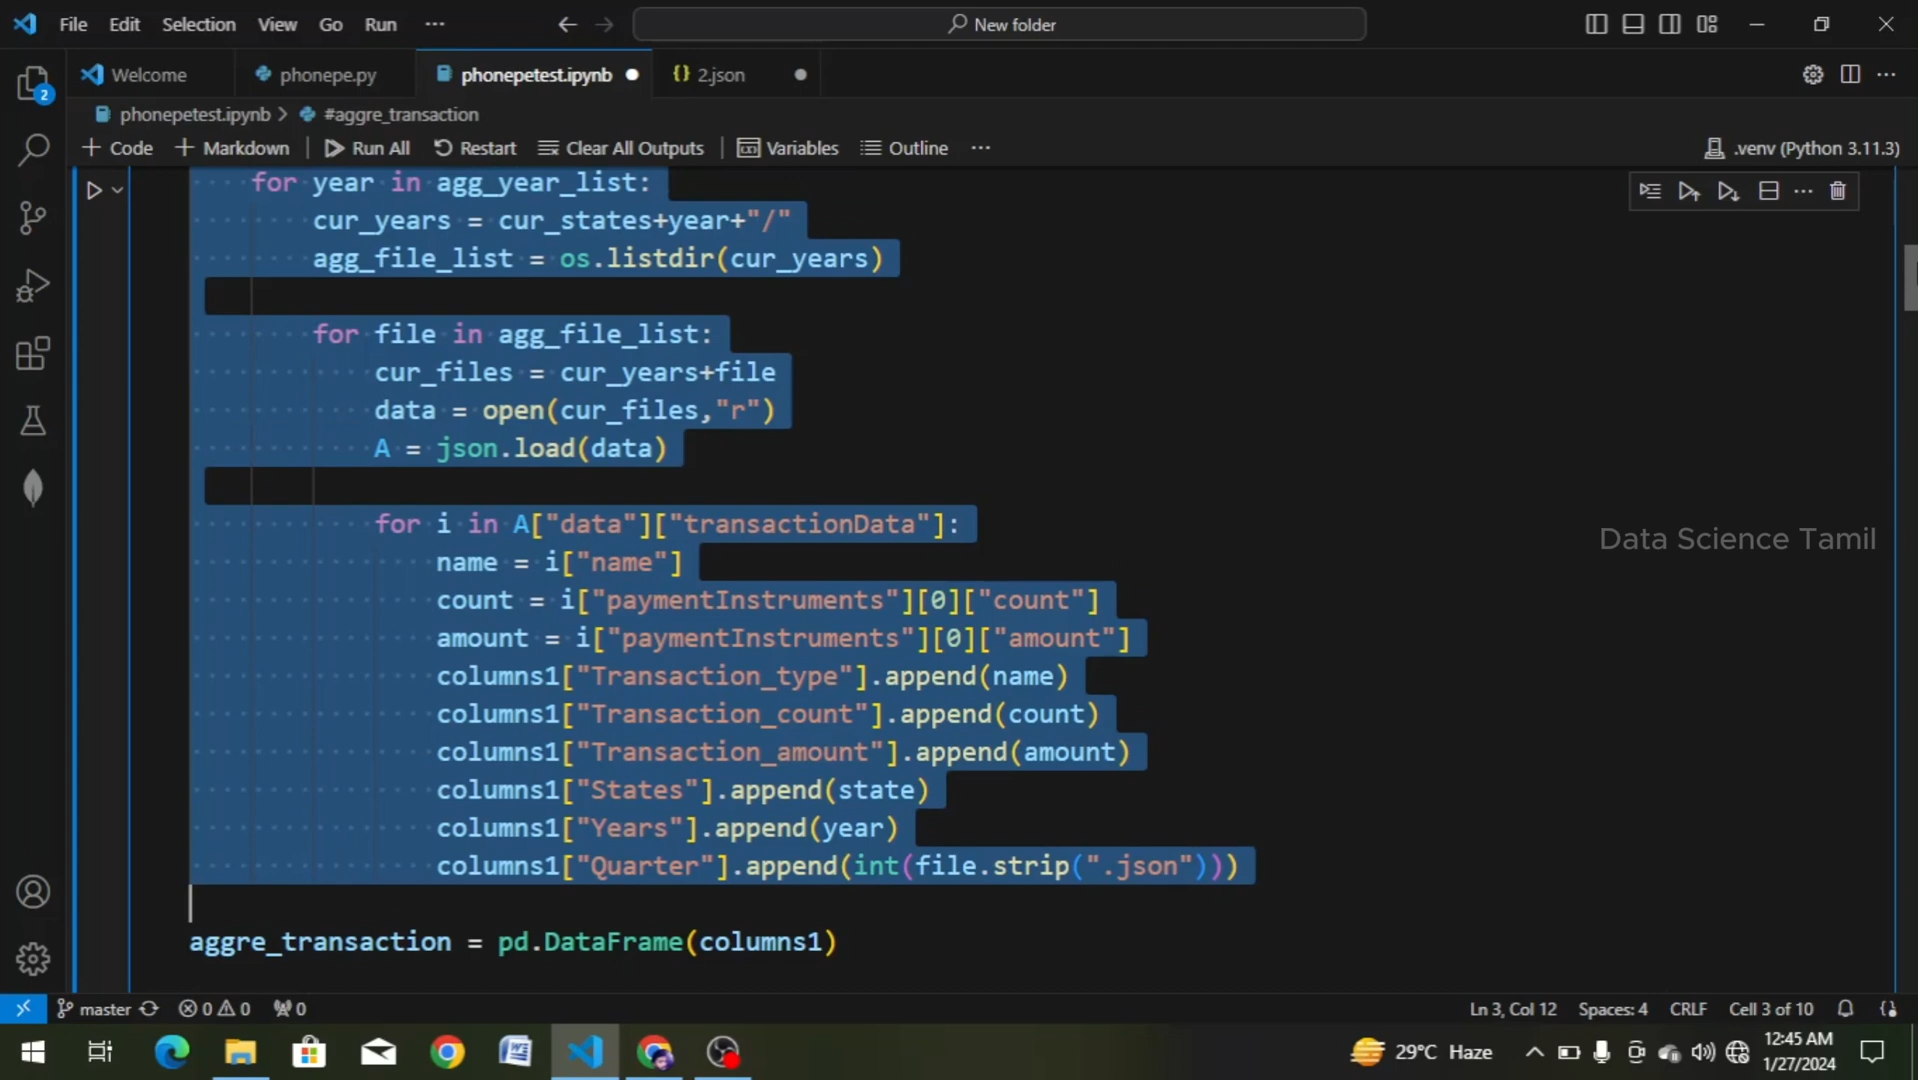 File Edit Selection View Go Run ··· New folder
Welcome phonepe.py phonepetest.ipynb {} 2.json
2
phonepetest.ipynb > #aggre_transaction
+ Code + Markdown Run All Restart Clear All Outputs Variables Outline ··· .venv (Python 3.11.3)
for year in agg_year_list:
cur_years = cur_states+year+"/"
agg_file_list = os.listdir(cur_years)
for file in agg_file_list:
cur_files = cur_years+file
data = open(cur_files,"r")
A = json.load(data)
for i in A["data"]["transactionData"]:
name = i["name"]
count = i["paymentInstruments"][0]["count"]
amount = i["paymentInstruments"][0]["amount"]
columns1["Transaction_type"].append(name)
columns1["Transaction_count"].append(count)
columns1["Transaction_amount"].append(amount)
columns1["States"].append(state)
columns1["Years"].append(year)
columns1["Quarter"].append(int(file.strip(".json")))
aggre_transaction = pd.DataFrame(columns1)
Data Science Tamil
master 0 0 0 Ln 3, Col 12 Spaces: 4 CRLF Cell 3 of 10
29°C Haze 12:45 AM
1/27/2024